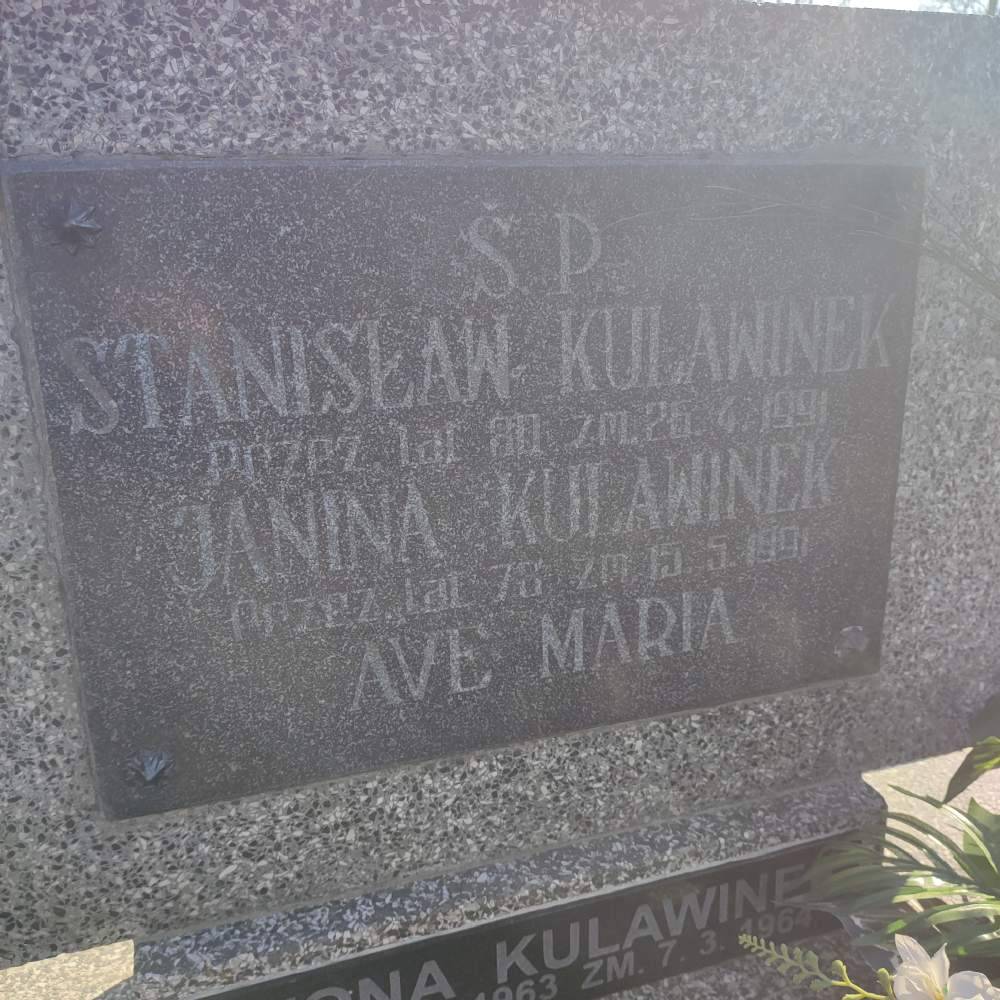 Ś.P.
STANISŁAW KULAWINEK
przeż. lat 80 zm. 26. 4. 1991
JANINA KULAWINEK
przeż. lat 78 zm. 15. 5. 1991
AVE MARIA
KULAWINE
1963 ZM. 7. 3. 1964